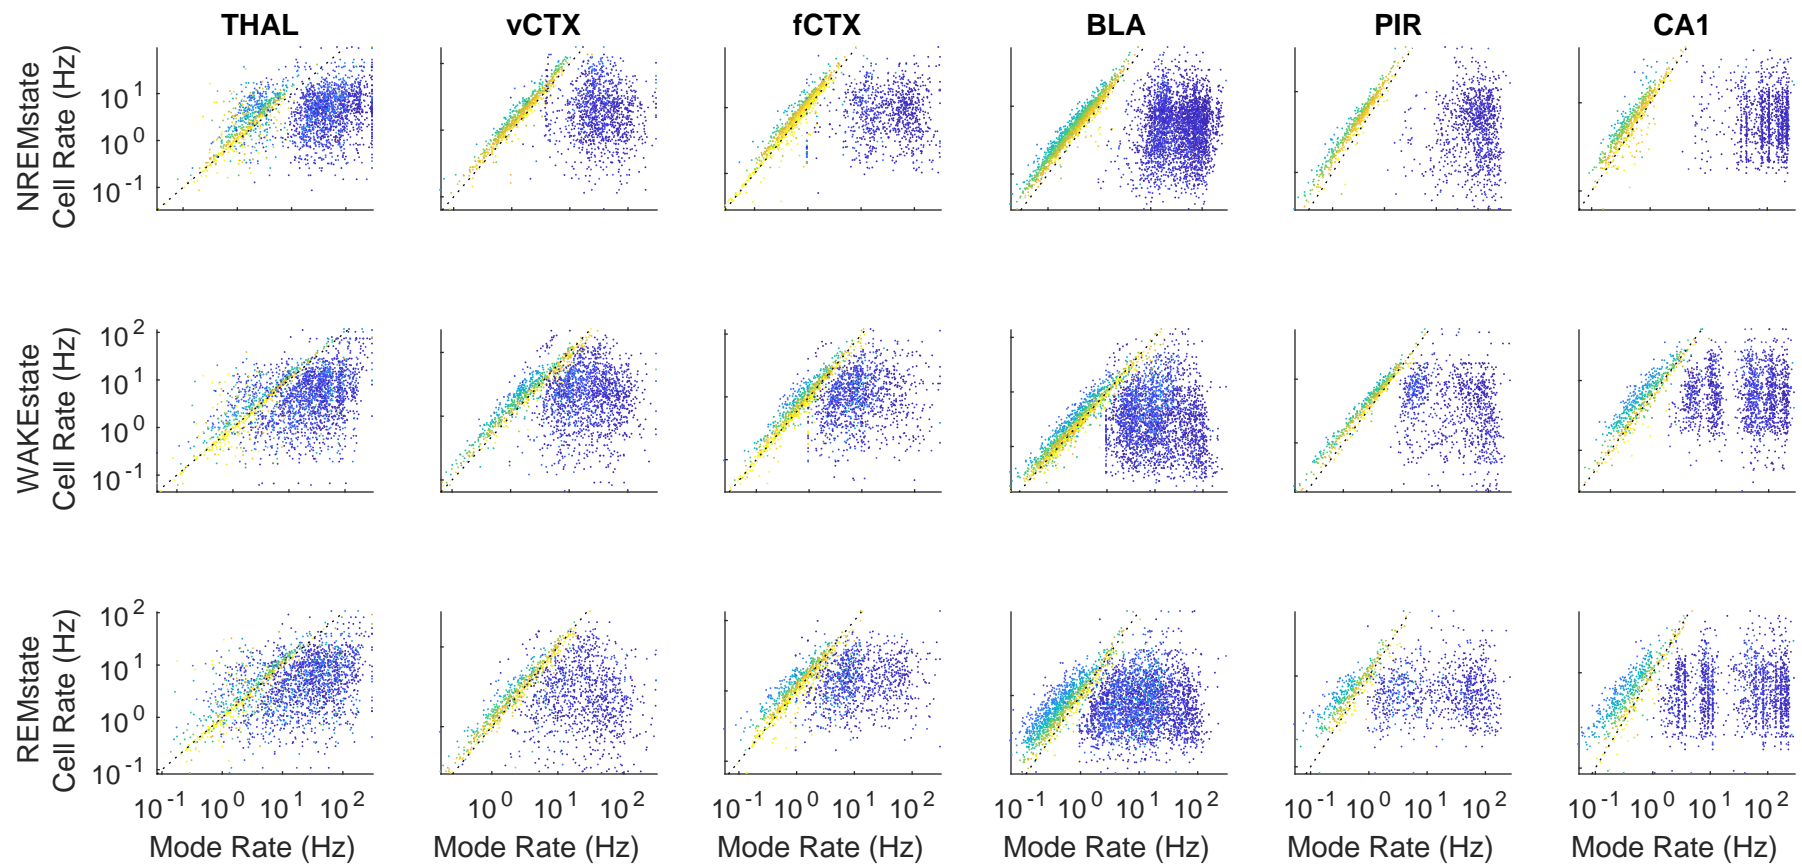 THAL vCTX fCTX BLA PIR CA1
NREMstate
Cell Rate (Hz)
10^1
10^0
10^-1
WAKEstate
Cell Rate (Hz)
10^2
10^1
10^0
10^-1
REMstate
Cell Rate (Hz)
10^2
10^1
10^0
10^-1
10^-1 10^0 10^1 10^2 10^0 10^1 10^2 10^-1 10^0 10^1 10^2 10^-1 10^0 10^1 10^2 10^-1 10^0 10^1 10^2 10^-1 10^0 10^1 10^2
Mode Rate (Hz) Mode Rate (Hz) Mode Rate (Hz) Mode Rate (Hz) Mode Rate (Hz) Mode Rate (Hz)